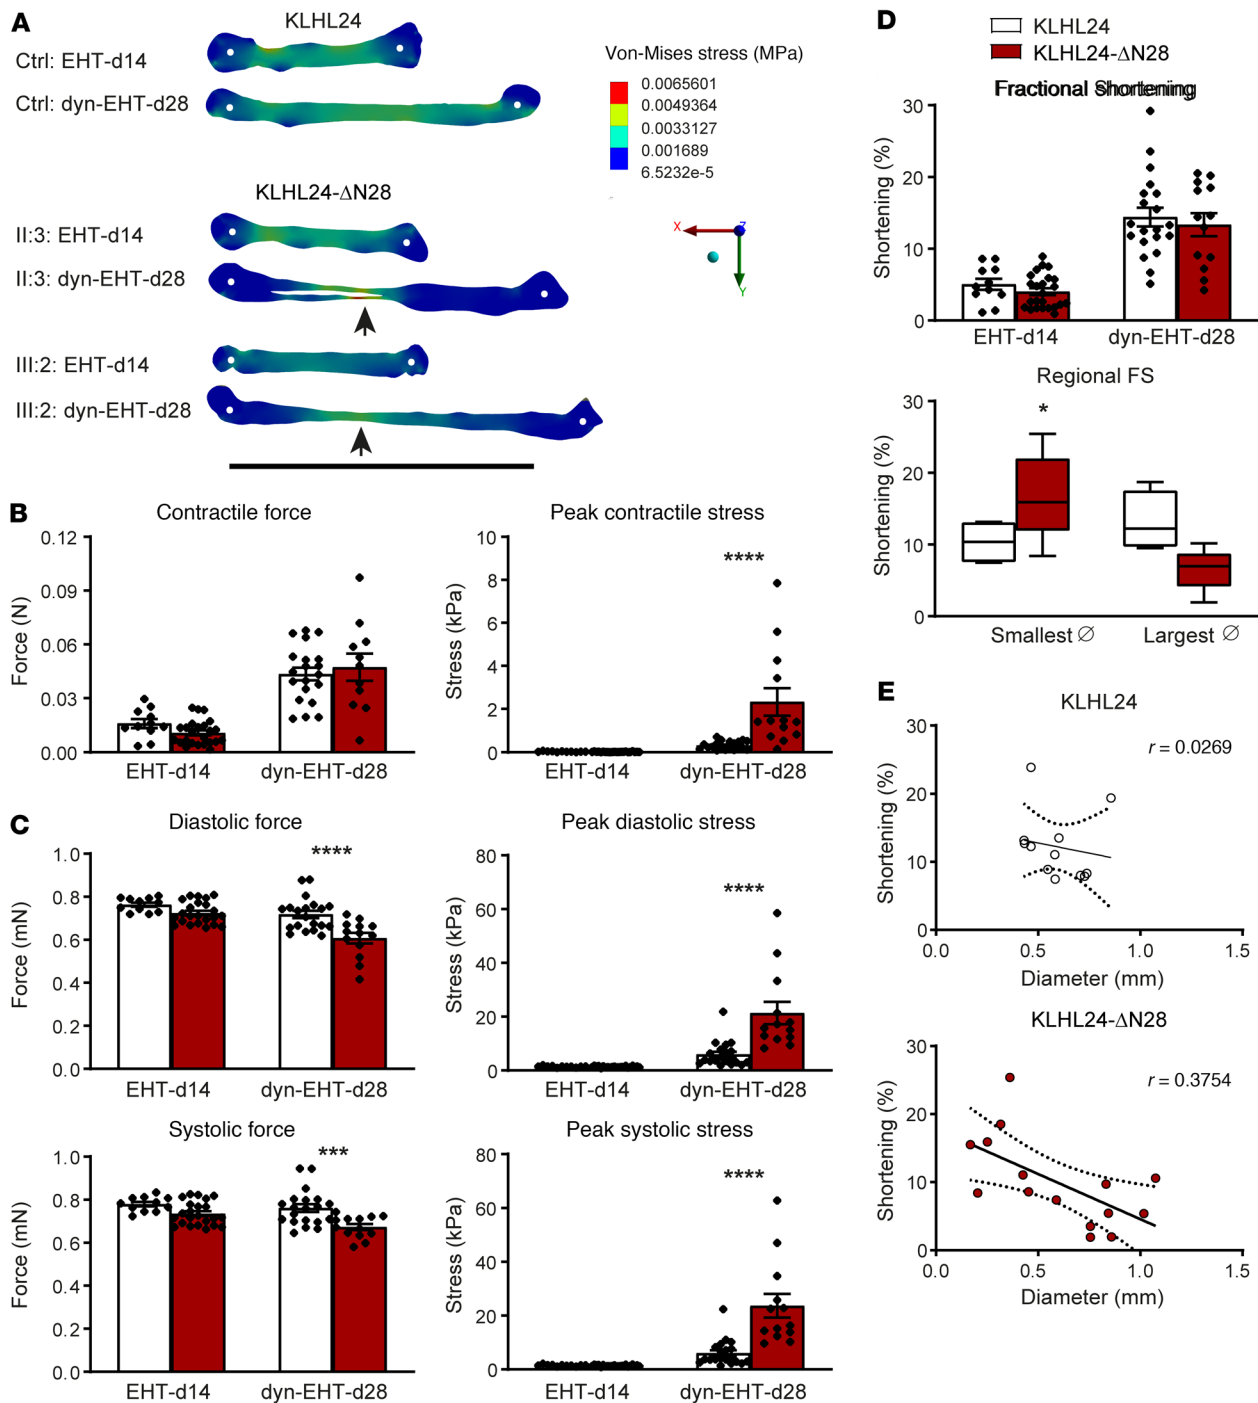 A
KLHL24
Ctrl: EHT-d14
Ctrl: dyn-EHT-d28
Von-Mises stress (MPa)
0.0065601
0.0049364
0.0033127
0.001689
6.5232e-5
KLHL24-ΔN28
II:3: EHT-d14
II:3: dyn-EHT-d28
III:2: EHT-d14
III:2: dyn-EHT-d28
X
Z
Y
B
Contractile force
Force (N)
0.12
0.09
0.06
0.03
0.00
EHT-d14
dyn-EHT-d28
Peak contractile stress
Stress (kPa)
10
8
6
4
2
0
****
EHT-d14
dyn-EHT-d28
C
Diastolic force
Force (mN)
1.0
0.8
0.6
0.4
0.2
0.0
****
EHT-d14
dyn-EHT-d28
Peak diastolic stress
Stress (kPa)
80
60
40
20
0
****
EHT-d14
dyn-EHT-d28
Systolic force
Force (mN)
1.0
0.8
0.6
0.4
0.2
0.0
***
EHT-d14
dyn-EHT-d28
Peak systolic stress
Stress (kPa)
80
60
40
20
0
****
EHT-d14
dyn-EHT-d28
D
KLHL24
KLHL24-ΔN28
Fractional Shortening
Shortening (%)
30
20
10
0
EHT-d14
dyn-EHT-d28
Regional FS
Shortening (%)
30
20
10
0
*
Smallest ∅
Largest ∅
E
KLHL24
r = 0.0269
Shortening (%)
30
20
10
0
0.0
0.5
1.0
1.5
Diameter (mm)
KLHL24-ΔN28
r = 0.3754
Shortening (%)
30
20
10
0
0.0
0.5
1.0
1.5
Diameter (mm)